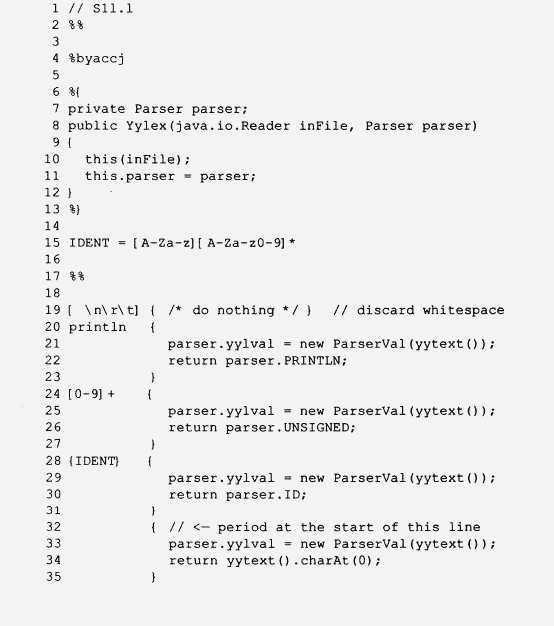 1 // S11.l
2 %%
3
4 %byaccj
5
6 %{
7 private Parser parser;
8 public Yylex(java.io.Reader inFile, Parser parser)
9 {
10 this(inFile);
11 this.parser = parser;
12 }
13 %}
14
15 IDENT = [A-Za-z][A-Za-z0-9]*
16
17 %%
18
19 [ \n\r\t] { /* do nothing */ } // discard whitespace
20 println {
21 parser.yylval = new ParserVal(yytext());
22 return parser.PRINTLN;
23 }
24 [0-9]+ {
25 parser.yylval = new ParserVal(yytext());
26 return parser.UNSIGNED;
27 }
28 {IDENT} {
29 parser.yylval = new ParserVal(yytext());
30 return parser.ID;
31 }
32 { // <— period at the start of this line
33 parser.yylval = new ParserVal(yytext());
34 return yytext().charAt(0);
35 }